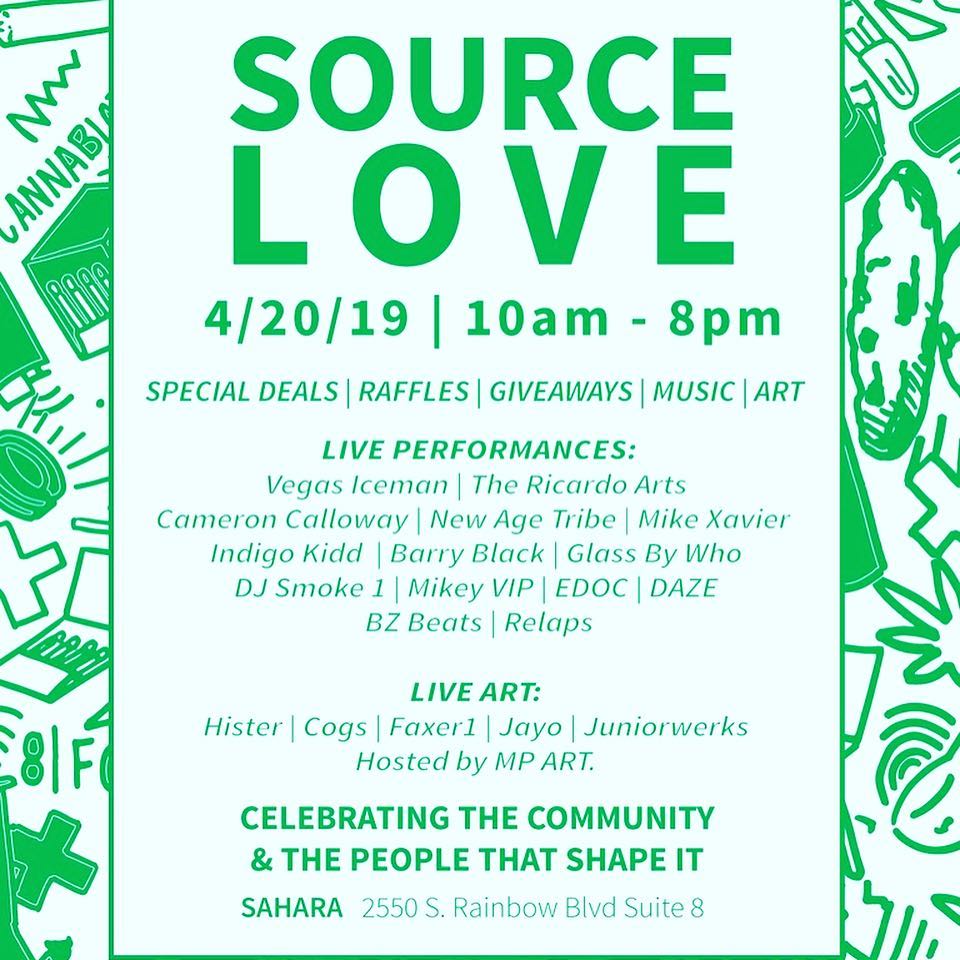 SOURCE
LOVE
4/20/19 | 10am - 8pm
SPECIAL DEALS | RAFFLES | GIVEAWAYS | MUSIC | ART
LIVE PERFORMANCES:
Vegas Iceman | The Ricardo Arts
Cameron Calloway | New Age Tribe | Mike Xavier
Indigo Kidd | Barry Black | Glass By Who
DJ Smoke 1 | Mikey VIP | EDOC | DAZE
BZ Beats | Relaps
LIVE ART:
Hister | Cogs | Faxer1 | Jayo | Juniorwerks
Hosted by MP ART.
CELEBRATING THE COMMUNITY
& THE PEOPLE THAT SHAPE IT
SAHARA 2550 S. Rainbow Blvd Suite 8
CANNABI
8|FO